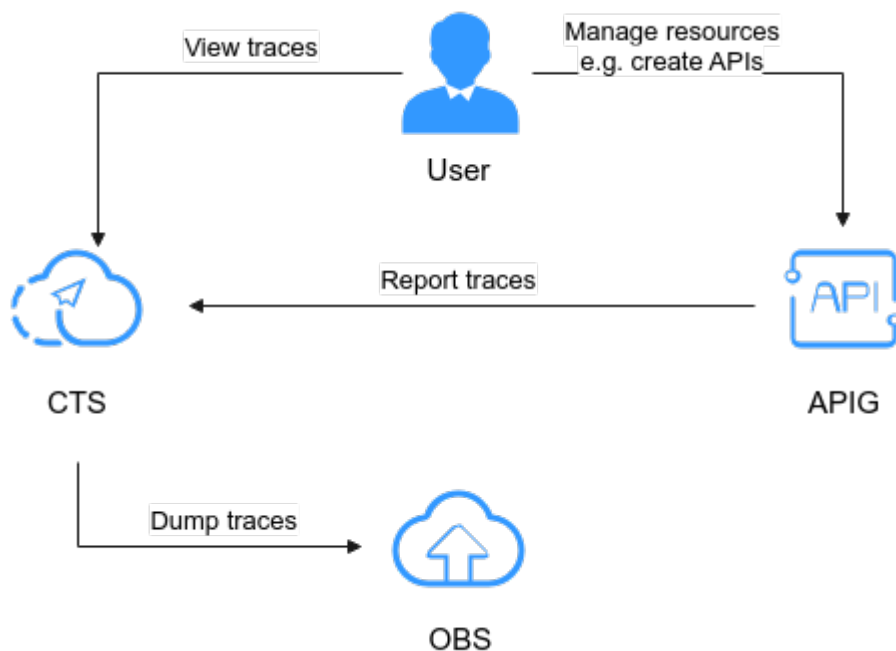 View traces
Manage resources
e.g. create APIs
User
Report traces
API
CTS
APIG
Dump traces
OBS